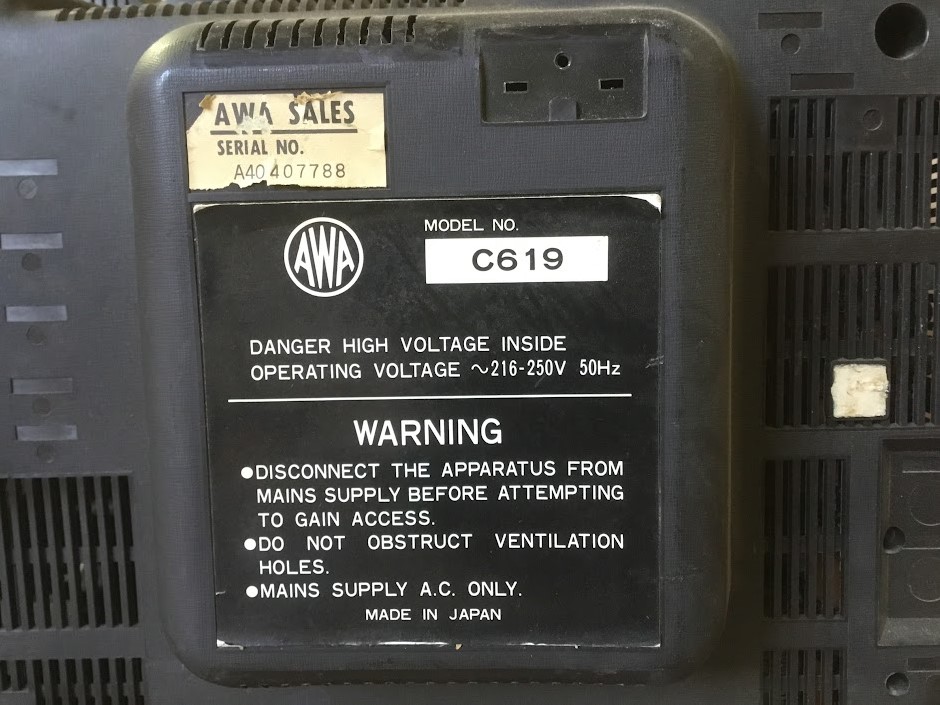 AWA SALES
SERIAL NO.
A40407788
AWA
MODEL NO.
C619
DANGER HIGH VOLTAGE INSIDE
OPERATING VOLTAGE ∼216-250V 50Hz
WARNING
●DISCONNECT THE APPARATUS FROM
MAINS SUPPLY BEFORE ATTEMPTING
TO GAIN ACCESS.
●DO NOT OBSTRUCT VENTILATION
HOLES.
●MAINS SUPPLY A.C. ONLY.
MADE IN JAPAN